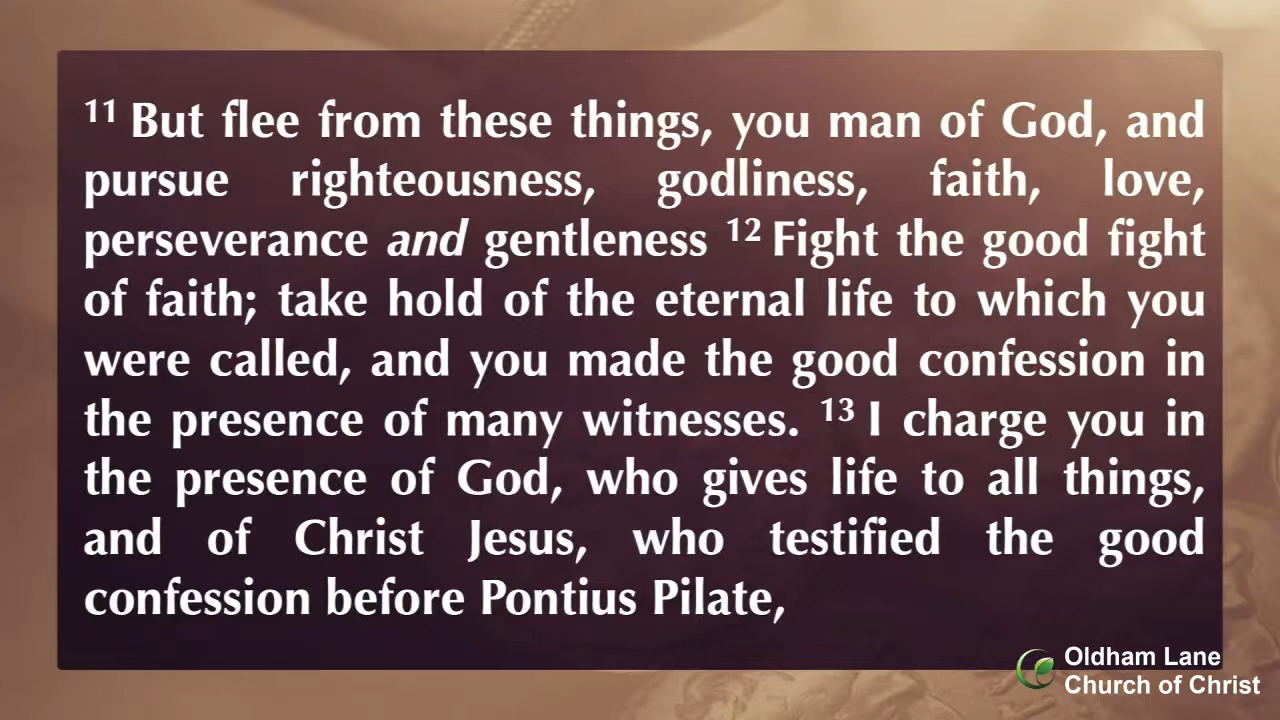 11 But flee from these things, you man of God, and
pursue righteousness, godliness, faith, love,
perseverance and gentleness 12 Fight the good fight
of faith; take hold of the eternal life to which you
were called, and you made the good confession in
the presence of many witnesses. 13 I charge you in
the presence of God, who gives life to all things,
and of Christ Jesus, who testified the good
confession before Pontius Pilate,
Oldham Lane
Church of Christ